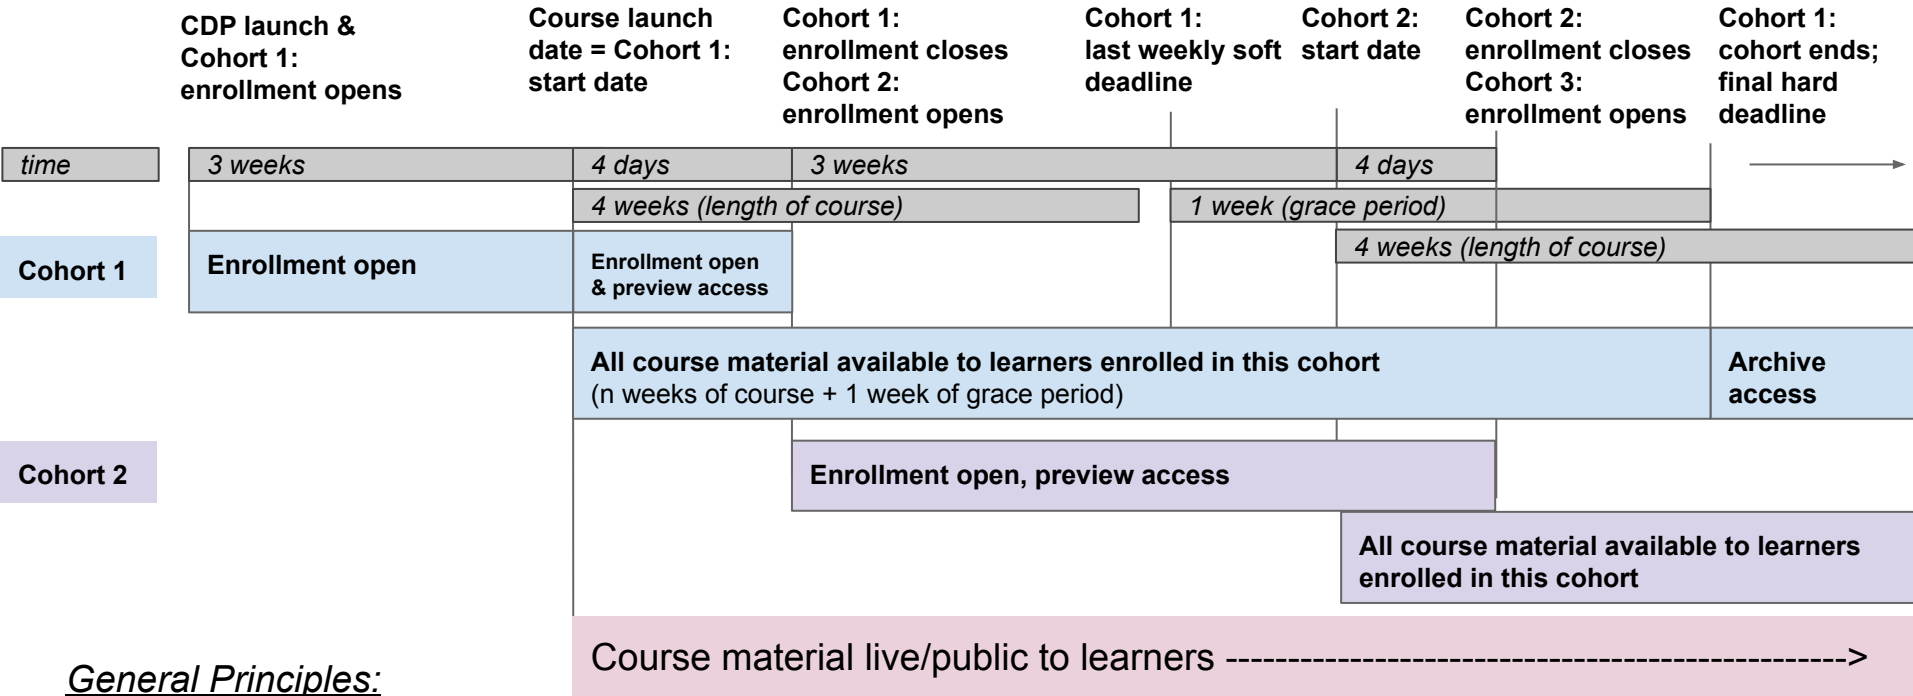 CDP launch &
Cohort 1:
enrollment opens
Course launch
date = Cohort 1:
start date
Cohort 1:
enrollment closes
Cohort 2:
enrollment opens
Cohort 1:
last weekly soft
deadline
Cohort 2:
start date
Cohort 2:
enrollment closes
Cohort 3:
enrollment opens
Cohort 1:
cohort ends;
final hard
deadline
time
3 weeks
4 days
3 weeks
4 days
4 weeks (length of course)
1 week (grace period)
4 weeks (length of course)
Cohort 1
Enrollment open
Enrollment open
& preview access
All course material available to learners enrolled in this cohort
(n weeks of course + 1 week of grace period)
Archive
access
Cohort 2
Enrollment open, preview access
All course material available to learners
enrolled in this cohort
Course material live/public to learners -------------------------------------------------->
General Principles: